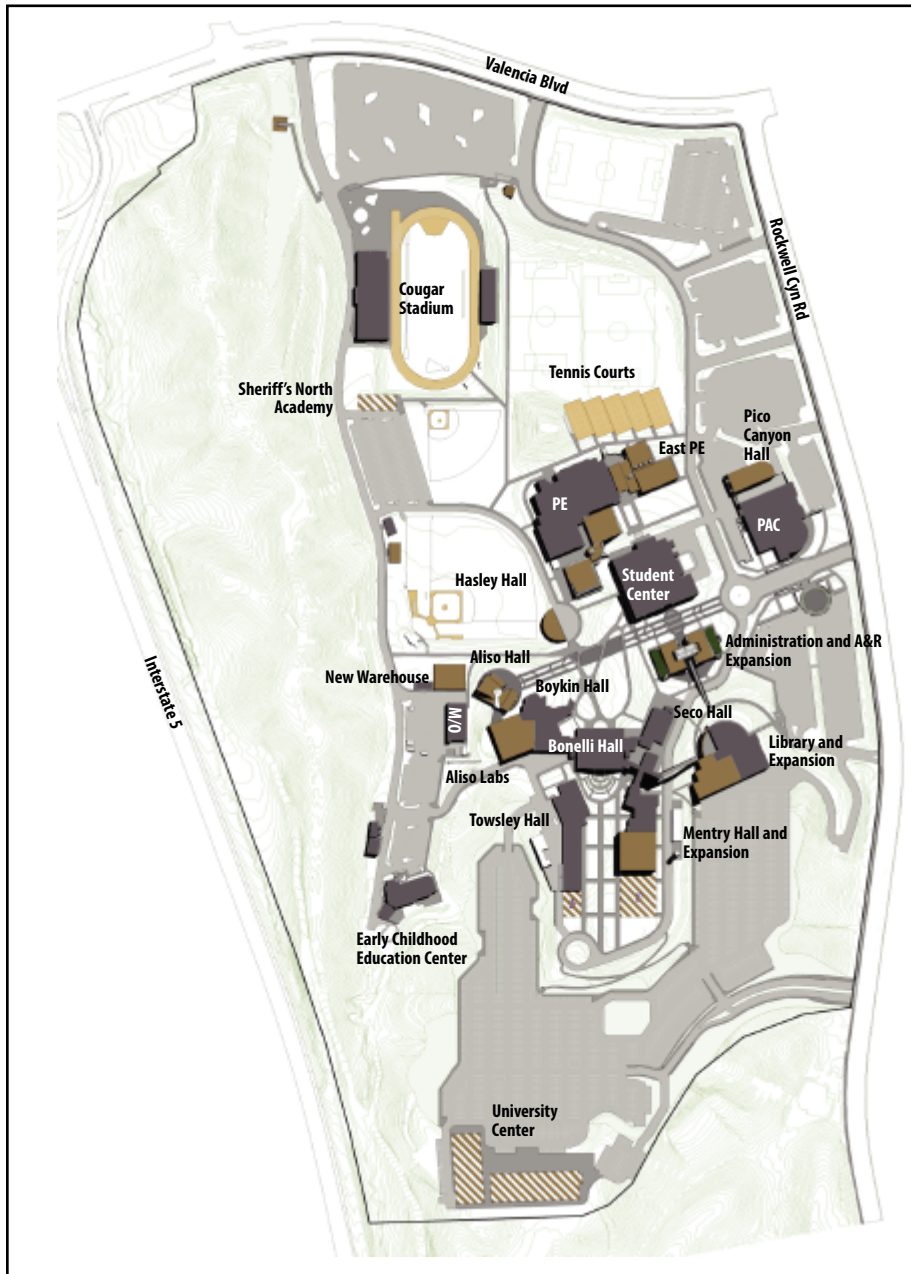 Valencia Blvd
Rockwell Cyn Rd
Cougar
Stadium
Tennis Courts
Sheriff's North
Academy
Pico
Canyon
Hall
East PE
PE
PAC
Student
Center
Hasley Hall
Administration and A&R
Expansion
Aliso Hall
New Warehouse
Boykin Hall
Interstate 5
Seco Hall
M/O
Bonelli Hall
Library and
Expansion
Aliso Labs
Towsley Hall
Mentry Hall and
Expansion
Early Childhood
Education Center
University
Center